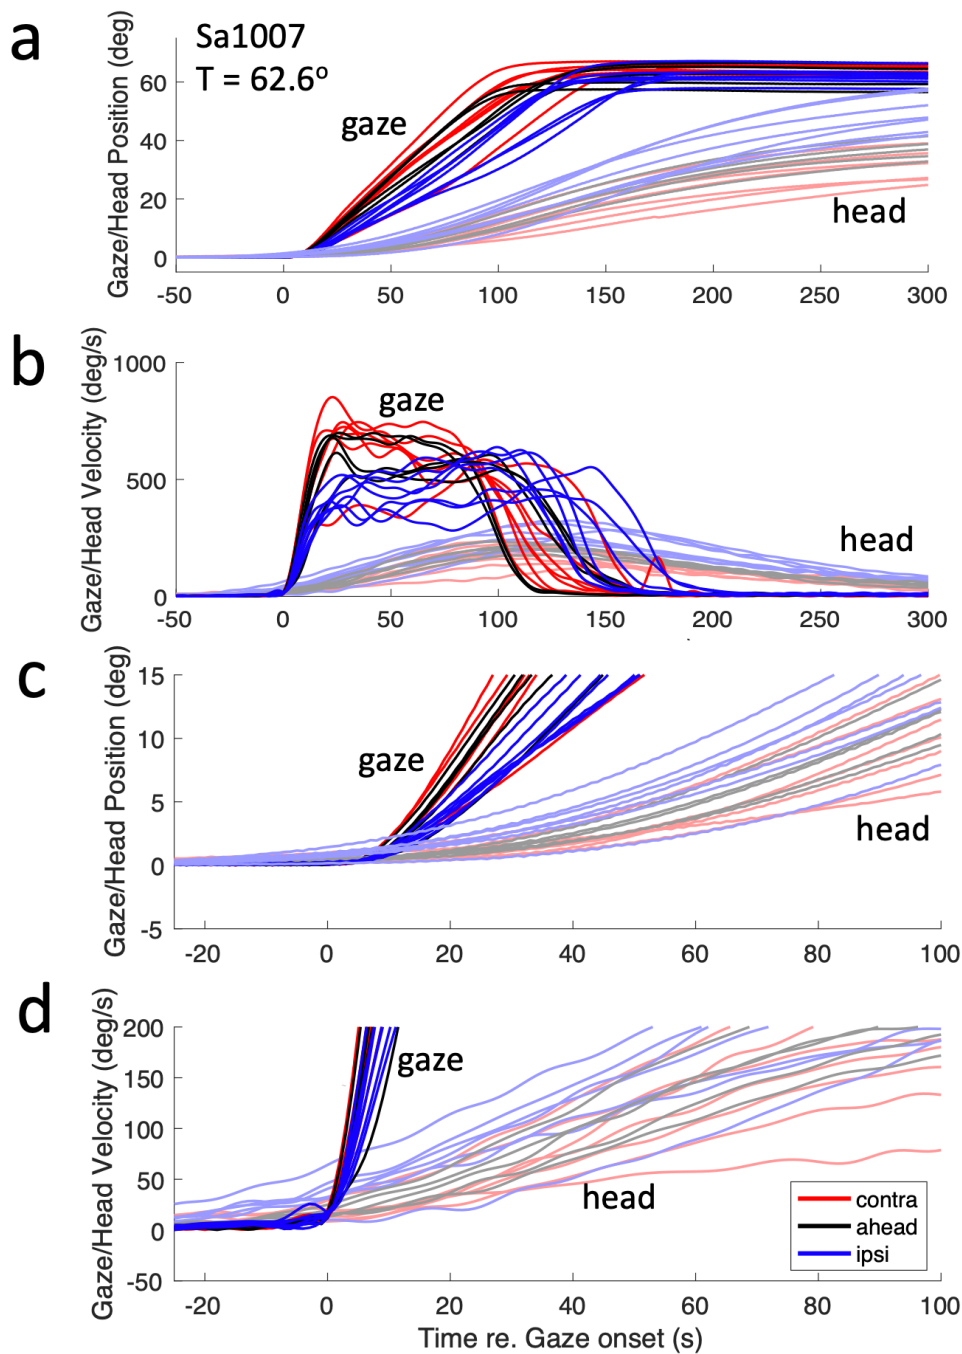 a
Sa1007
T = 62.6º
Gaze/Head Position (deg)
60
40
20
0
gaze
head
-50
0
50
100
150
200
250
300
b
Gaze/Head Velocity (deg/s)
1000
500
0
gaze
head
-50
0
50
100
150
200
250
300
c
Gaze/Head Position (deg)
15
10
5
0
-5
gaze
head
-20
0
20
40
60
80
100
d
Gaze/Head Velocity (deg/s)
200
150
100
50
0
-50
gaze
head
contra
ahead
ipsi
-20
0
20
40
60
80
100
Time re. Gaze onset (s)